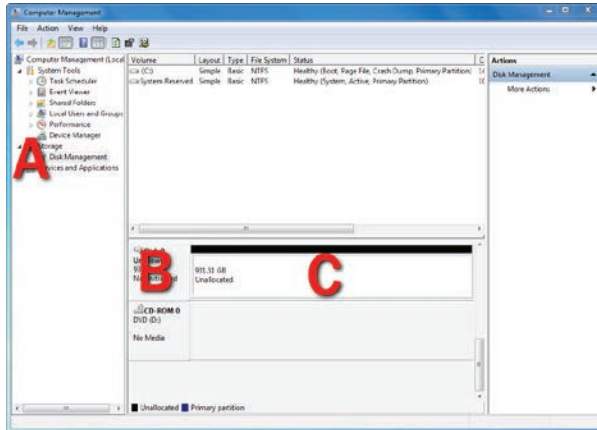 Computer Management
File Action View Help
Computer Management (Local
System Tools
Task Scheduler
Event Viewer
Shared Folders
Local Users and Groups
Performance
Device Manager
Storage
Disk Management
Services and Applications
A
Volume Layout Type File System Status C
(C:) Simple Basic NTFS Healthy (Boot, Page File, Crash Dump, Primary Partition)
System Reserved Simple Basic NTFS Healthy (System, Active, Primary Partition)
Actions
Disk Management
More Actions
B
931.51 GB
Unallocated
C
CD-ROM 0
DVD (D:)
No Media
Unallocated Primary partition